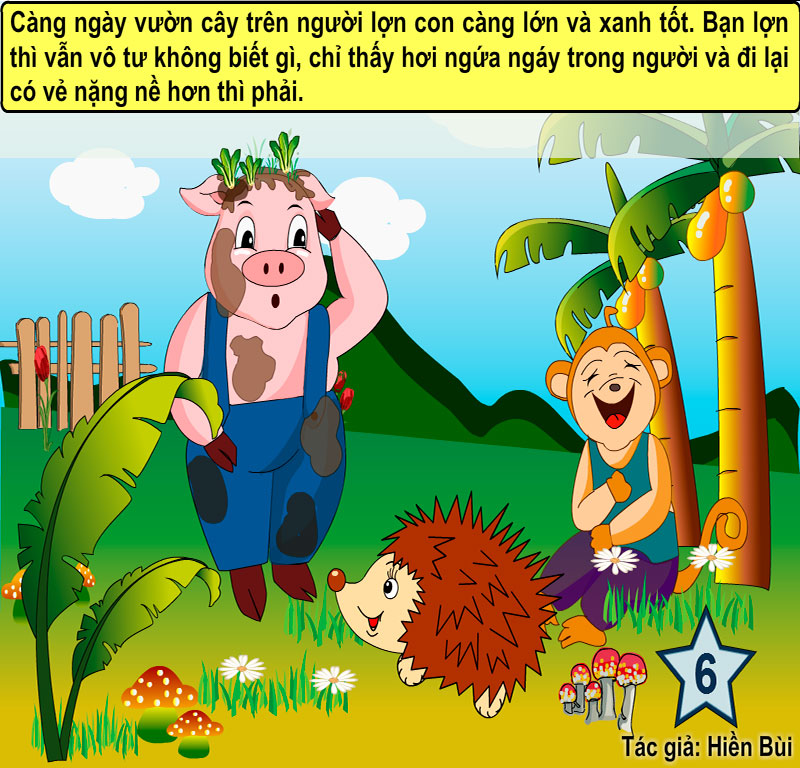 Càng ngày vườn cây trên người lợn con càng lớn và xanh tốt. Bạn lợn
thì vẫn vô tư không biết gì, chỉ thấy hơi ngứa ngáy trong người và đi lại
có vẻ nặng nề hơn thì phải.
6
Tác giả: Hiền Bùi